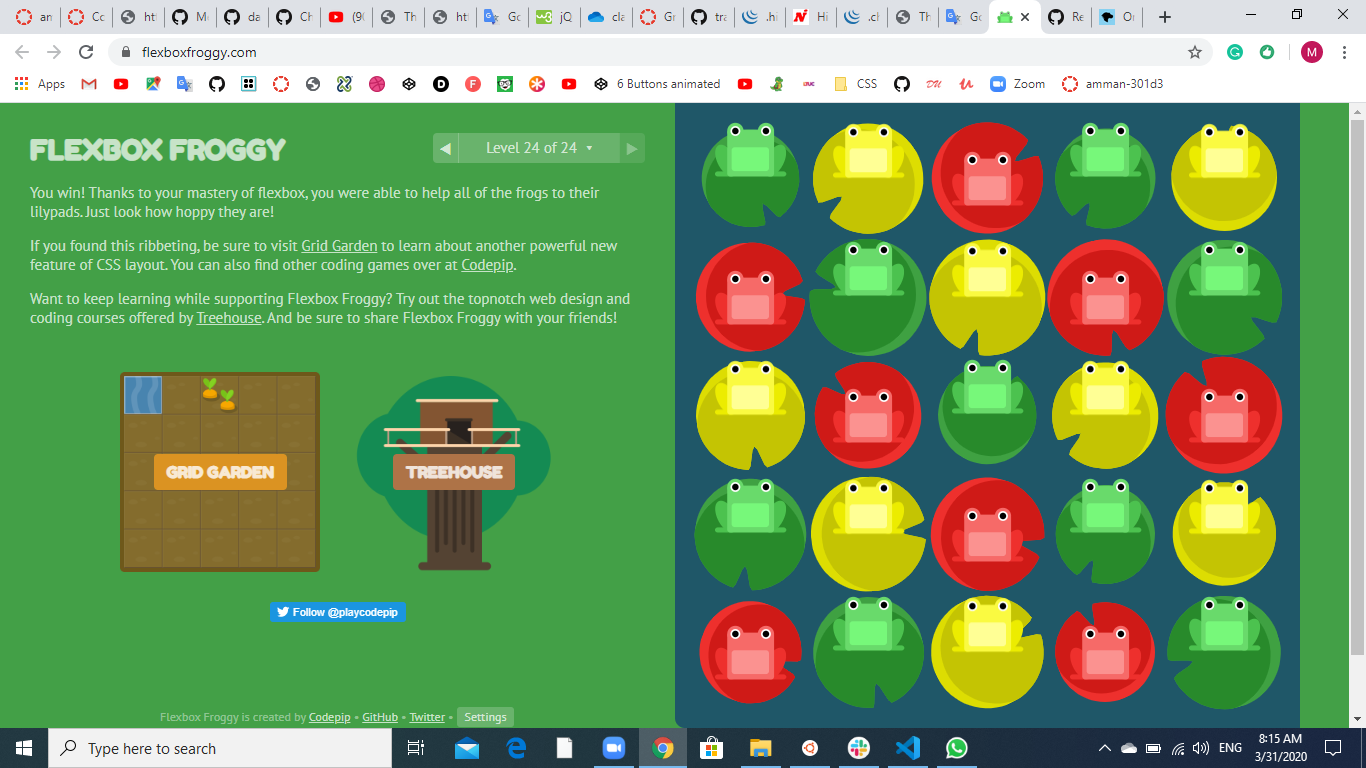 an
Cc
htt
Me
da
Ch
(90
Th
htt
Gc
jQ
cla
Gr
tra
.hi
Hi
.cl
Th
Gc
Re
Or
flexboxfroggy.com
M
Apps
6 Buttons animated
CSS
Zoom
amman-301d3
FLEXBOX FROGGY
◀ Level 24 of 24 ▾ ▶
You win! Thanks to your mastery of flexbox, you were able to help all of the frogs to their
lilypads. Just look how hoppy they are!
If you found this ribbeting, be sure to visit Grid Garden to learn about another powerful new
feature of CSS layout. You can also find other coding games over at Codepip.
Want to keep learning while supporting Flexbox Froggy? Try out the topnotch web design and
coding courses offered by Treehouse. And be sure to share Flexbox Froggy with your friends!
GRID GARDEN
TREEHOUSE
Follow @playcodepip
Flexbox Froggy is created by Codepip • GitHub • Twitter • Settings
Type here to search
ENG
8:15 AM
3/31/2020